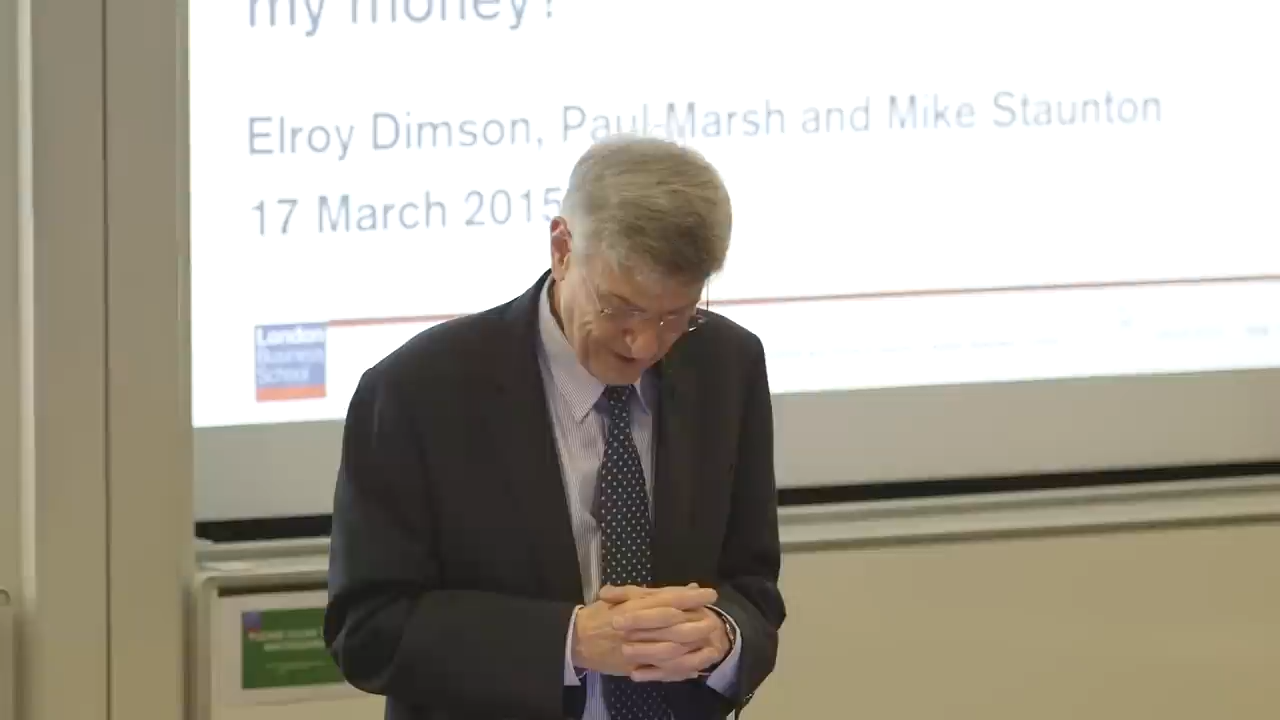 my money?
Elroy Dimson, Paul Marsh and Mike Staunton
17 March 2015
London
Business
School